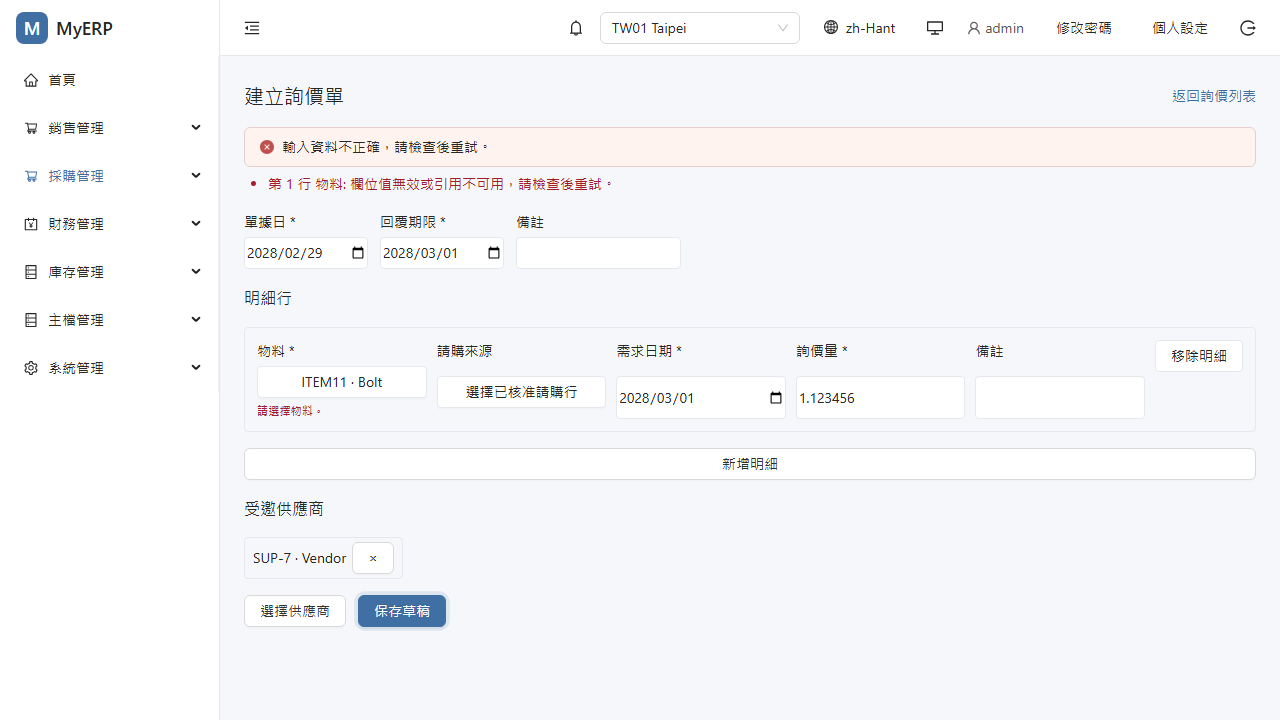 M MyERP
TW01 Taipei
zh-Hant
admin
修改密碼
個人設定
首頁
銷售管理
採購管理
財務管理
庫存管理
主檔管理
系統管理
建立詢價單
返回詢價列表
輸入資料不正確，請檢查後重試。
第 1 行 物料: 欄位值無效或引用不可用，請檢查後重試。
單據日 * 回覆期限 * 備註
2028/02/29 2028/03/01
明細行
物料 * 請購來源 需求日期 * 詢價量 * 備註
移除明細
ITEM11 · Bolt
選擇已核准請購行
2028/03/01
1.123456
請選擇物料。
新增明細
受邀供應商
SUP-7 · Vendor ×
選擇供應商
保存草稿